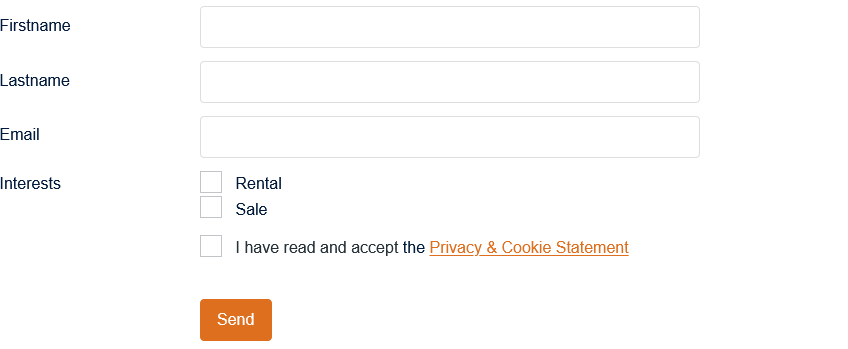 Firstname
Lastname
Email
Interests
Rental
Sale
I have read and accept the Privacy & Cookie Statement
Send